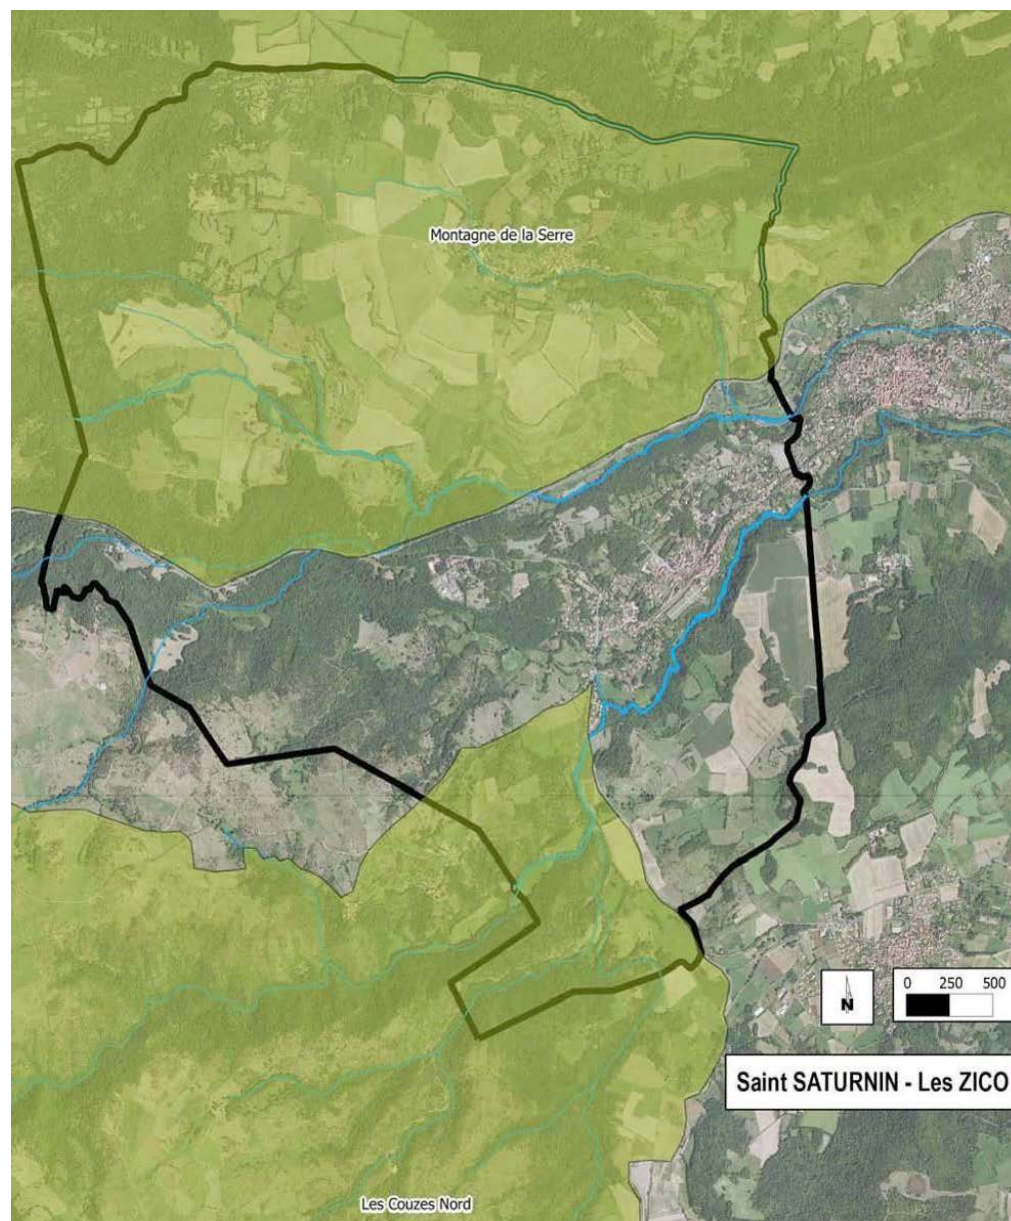 Montagne de la Serre
N
0 250 500
Saint SATURNIN - Les ZICO
Les Couzes Nord